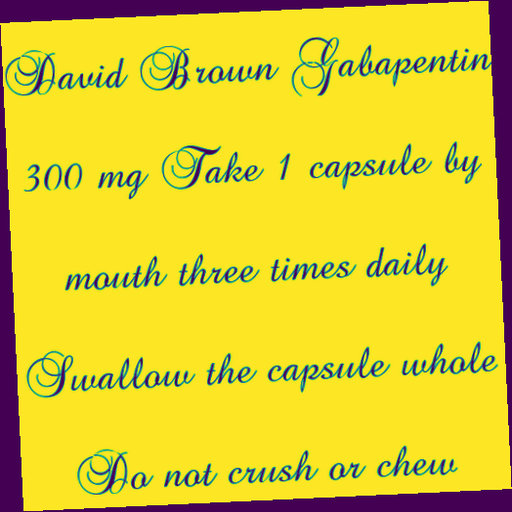 David Brown Gabapentin
300 mg Take 1 capsule by
mouth three times daily
Swallow the capsule whole
Do not crush or chew